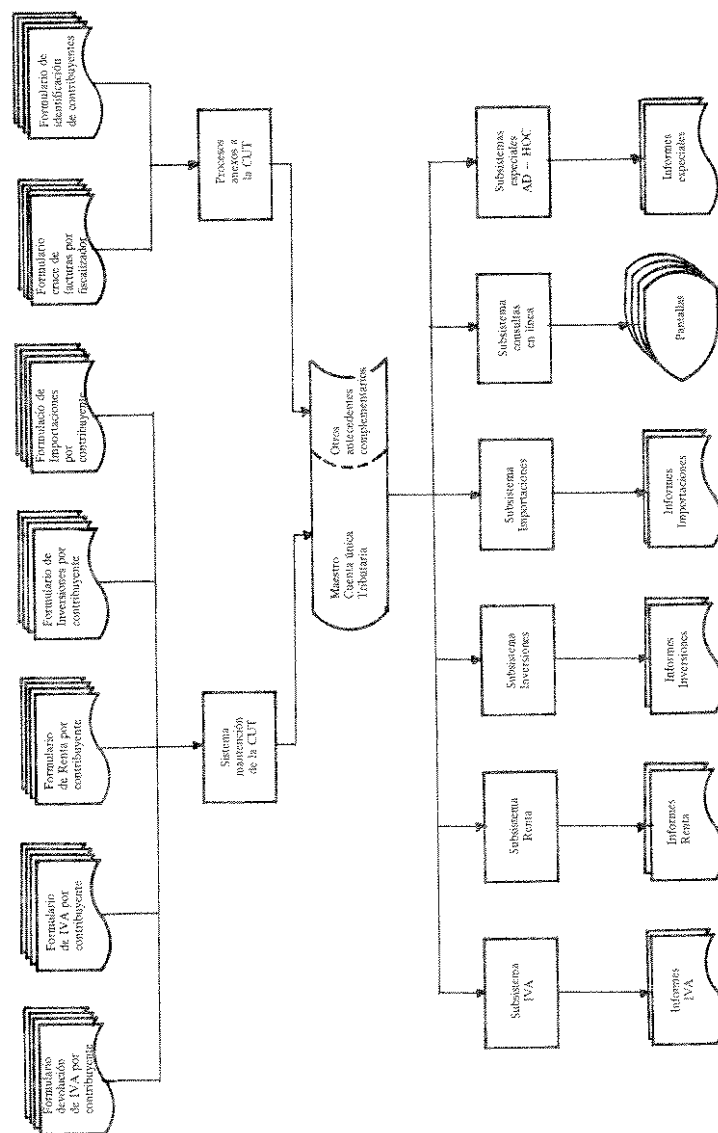 Formulario
devolución
de IVA por
contribuyente
Formulario
de IVA por
contribuyente
Formulario
de Renta por
contribuyente
Formulario de
Inversiones por
contribuyente
Formulacio de
Importaciones
por
contribuyente
Formulario
cruce de
facturas por
fiscalizador
Formulario de
identificación
de contribuyentes
Sistema
mantención
de la CUT
Procesos
anexos a
la CUT
Maestro
Cuenta única
Tributaria
Otros
antecedentes
complementarios
Subsistema
IVA
Subsistema
Renta
Subsistema
Inversiones
Subsistema
Importaciones
Subsistema
consultas
en línea
Subsistemas
especiales
AD – HOC
Informes
IVA
Informes
Renta
Informes
Inversiones
Informes
Importaciones
Pantallas
Informes
especiales